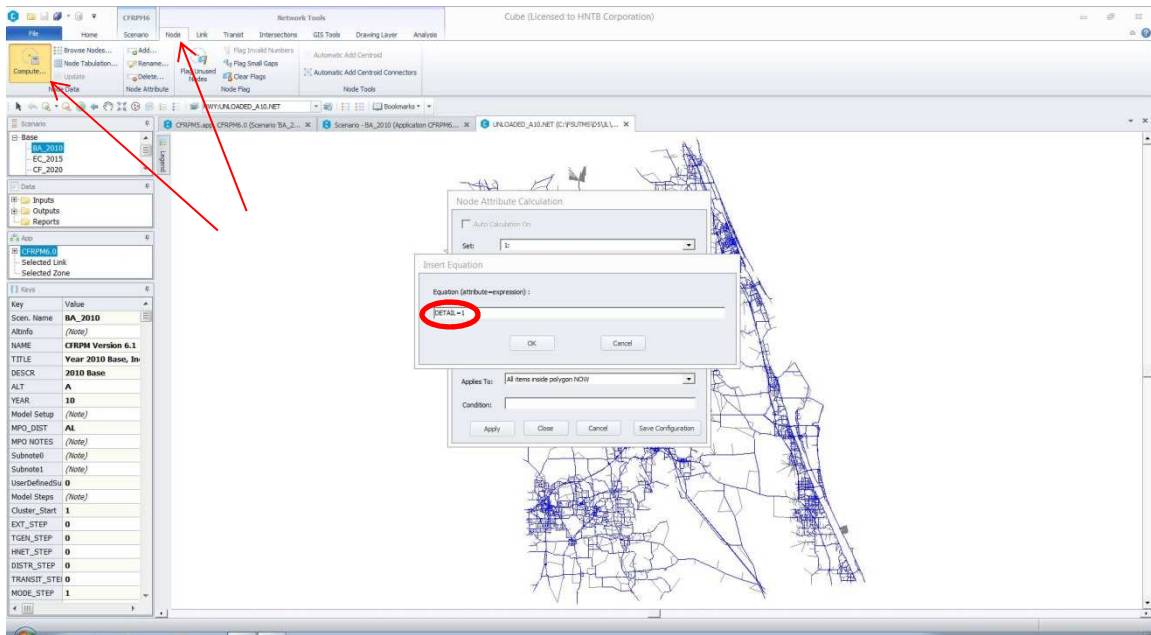 CFRPM6
Network Tools
Cube (Licensed to HNTB Corporation)
File
Home
Scenario
Node
Link
Transit
Intersections
GIS Tools
Drawing Layer
Analysis
Compute...
Browse Nodes...
Node Tabulation...
Update
Node Data
Add...
Rename...
Delete...
Node Attribute
Flag Unused Nodes
Flag Invalid Numbers
Flag Small Gaps
Clear Flags
Node Flag
Automatic Add Centroid
Automatic Add Centroid Connectors
Node Tools
HWY:UNLOADED_A10.NET
Bookmarks
Scenario
Base
BA_2010
EC_2015
CF_2020
Data
Inputs
Outputs
Reports
App
CFRPM6.0
Selected Link
Selected Zone
Keys
Key Value
Scen. Name BA_2010
Altinfo (Note)
NAME CFRPM Version 6.1
TITLE Year 2010 Base, In
DESCR 2010 Base
ALT A
YEAR 10
Model Setup (Note)
MPO_DIST AL
MPO NOTES (Note)
Subnote0 (Note)
Subnote1 (Note)
UserDefinedSu 0
Model Steps (Note)
Cluster_Start 1
EXT_STEP 0
TGEN_STEP 0
HNET_STEP 0
DISTR_STEP 0
TRANSIT_STE 0
MODE_STEP 1
Scenario - BA_2010 (Application CFRPM6...
Legend
Node Attribute Calculation
Auto Calculation On
Set: 1:
Insert Equation
Equation (attribute=expression) :
DETAIL=1
OK Cancel
Applies To: All items inside polygon NOW
Condition:
Apply Close Cancel Save Configuration